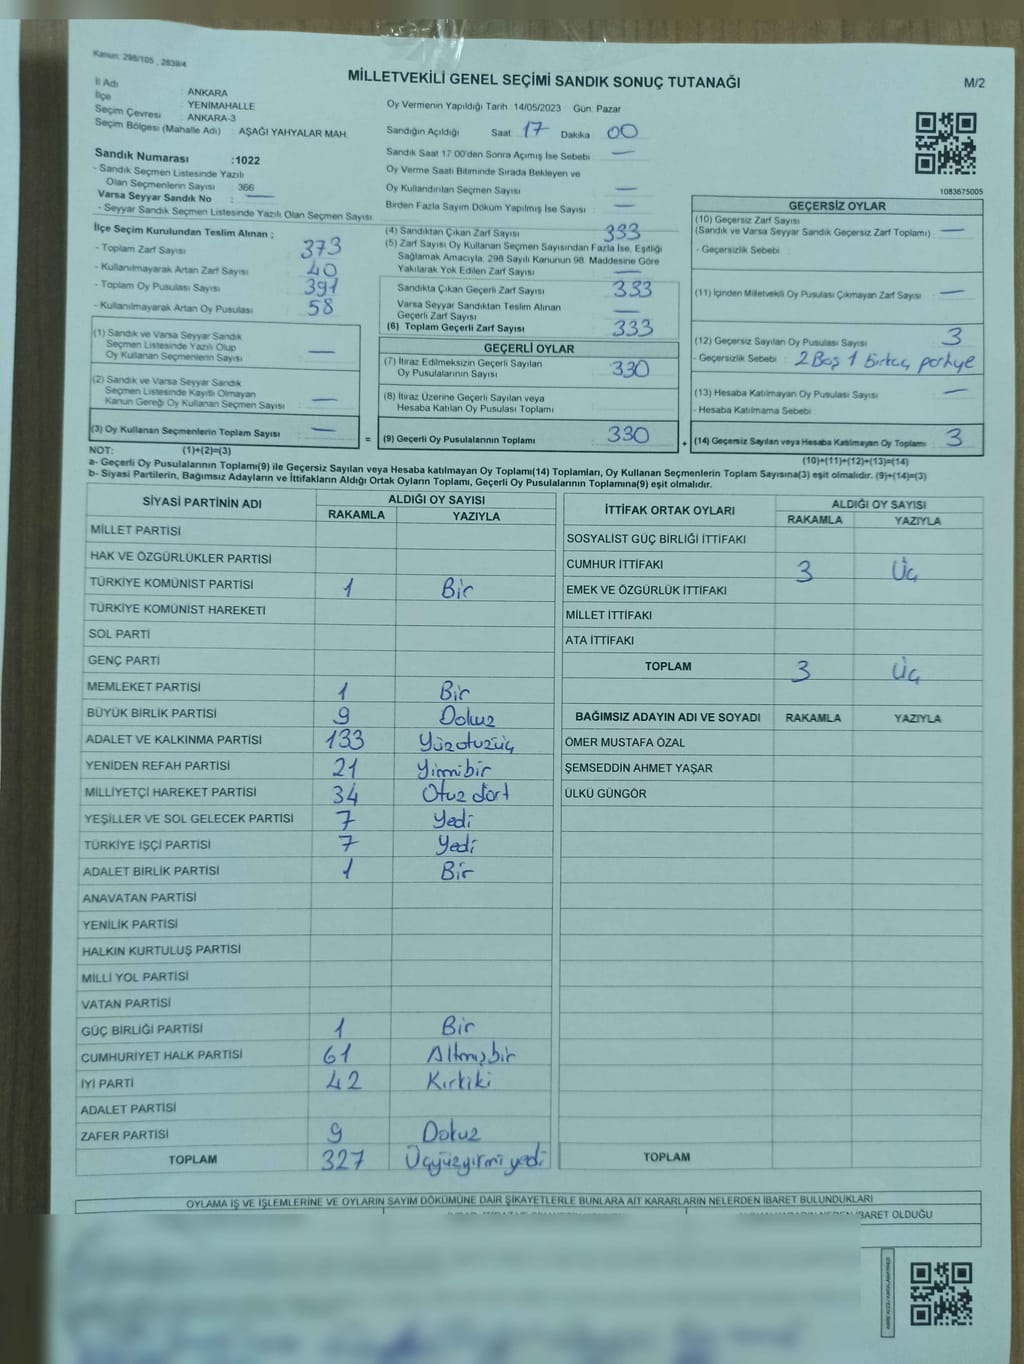 Kanun: 298/105 , 2839/4
MİLLETVEKİLİ GENEL SEÇİMİ SANDIK SONUÇ TUTANAĞI
M/2
İl Adı : ANKARA
İlçe : YENİMAHALLE
Seçim Çevresi : ANKARA-3
Seçim Bölgesi (Mahalle Adı) : AŞAĞI YAHYALAR MAH.
Sandık Numarası :1022
- Sandık Seçmen Listesinde Yazılı
Olan Seçmenlerin Sayısı : 366
Varsa Seyyar Sandık No : —
- Seyyar Sandık Seçmen Listesinde Yazılı Olan Seçmen Sayısı
Oy Vermenin Yapıldığı Tarih : 14/05/2023 Gün: Pazar
Sandığın Açıldığı Saat 17 Dakika 00
Sandık Saat 17:00'den Sonra Açımış İse Sebebi : —
Oy Verme Saati Bitiminde Sırada Bekleyen ve
Oy Kullandırılan Seçmen Sayısı : —
Birden Fazla Sayım Döküm Yapılmış İse Sayısı : —
1083675005
İlçe Seçim Kurulundan Teslim Alınan ;
- Toplam Zarf Sayısı : 373
- Kullanılmayarak Artan Zarf Sayısı : 40
- Toplam Oy Pusulası Sayısı : 391
- Kullanılmayarak Artan Oy Pusulası : 58
(1) Sandık ve Varsa Seyyar Sandık
Seçmen Listesinde Yazılı Olup
Oy Kullanan Seçmenlerin Sayısı : —
(2) Sandık ve Varsa Seyyar Sandık
Seçmen Listesinde Kayıtlı Olmayan
Kanun Gereği Oy Kullanan Seçmen Sayısı : —
(3) Oy Kullanan Seçmenlerin Toplam Sayısı : —
(4) Sandıktan Çıkan Zarf Sayısı : 333
(5) Zarf Sayısı Oy Kullanan Seçmen Sayısından Fazla İse, Eşitliği
Sağlamak Amacıyla, 298 Sayılı Kanunun 98. Maddesine Göre
Yakılarak Yok Edilen Zarf Sayısı : —
Sandıkta Çıkan Geçerli Zarf Sayısı : 333
Varsa Seyyar Sandıktan Teslim Alınan
Geçerli Zarf Sayısı : —
(6) Toplam Geçerli Zarf Sayısı : 333
GEÇERLİ OYLAR
(7) İtiraz Edilmeksizin Geçerli Sayılan
Oy Pusulalarının Sayısı : 330
(8) İtiraz Üzerine Geçerli Sayılan veya
Hesaba Katılan Oy Pusulası Toplamı
= (9) Geçerli Oy Pusulalarının Toplamı : 330 +
GEÇERSİZ OYLAR
(10) Geçersiz Zarf Sayısı
(Sandık ve Varsa Seyyar Sandık Geçersiz Zarf Toplamı) : —
- Geçersizlik Sebebi :
(11) İçinden Milletvekili Oy Pusulası Çıkmayan Zarf Sayısı : —
(12) Geçersiz Sayılan Oy Pusulası Sayısı : 3
- Geçersizlik Sebebi : 2 Boş 1 birkaç partiye
(13) Hesaba Katılmayan Oy Pusulası Sayısı : —
- Hesaba Katılmama Sebebi :
(14) Geçersiz Sayılan veya Hesaba Katılmayan Oy Toplamı : 3
NOT: (1)+(2)=(3)
(10)+(11)+(12)+(13)=(14)
a- Geçerli Oy Pusulalarının Toplamı(9) ile Geçersiz Sayılan veya Hesaba katılmayan Oy Toplamı(14) Toplamları, Oy Kullanan Seçmenlerin Toplam Sayısına(3) eşit olmalıdır. (9)+(14)=(3)
b- Siyasi Partilerin, Bağımsız Adayların ve İttifakların Aldığı Ortak Oyların Toplamı, Geçerli Oy Pusulalarının Toplamına(9) eşit olmalıdır.
SİYASİ PARTİNİN ADI ALDIĞI OY SAYISI
RAKAMLA YAZIYLA
MİLLET PARTİSİ
HAK VE ÖZGÜRLÜKLER PARTİSİ
TÜRKİYE KOMÜNİST PARTİSİ 1 Bir
TÜRKİYE KOMÜNİST HAREKETİ
SOL PARTİ
GENÇ PARTİ
MEMLEKET PARTİSİ 1 Bir
BÜYÜK BİRLİK PARTİSİ 9 Dokuz
ADALET VE KALKINMA PARTİSİ 133 Yüzotuzüç
YENİDEN REFAH PARTİSİ 21 Yirmibir
MİLLİYETÇİ HAREKET PARTİSİ 34 Otuz dört
YEŞİLLER VE SOL GELECEK PARTİSİ 7 Yedi
TÜRKİYE İŞÇİ PARTİSİ 7 Yedi
ADALET BİRLİK PARTİSİ 1 Bir
ANAVATAN PARTİSİ
YENİLİK PARTİSİ
HALKIN KURTULUŞ PARTİSİ
MİLLİ YOL PARTİSİ
VATAN PARTİSİ
GÜÇ BİRLİĞİ PARTİSİ 1 Bir
CUMHURİYET HALK PARTİSİ 61 Altmışbir
İYİ PARTİ 42 Kırkiki
ADALET PARTİSİ
ZAFER PARTİSİ 9 Dokuz
TOPLAM 327 Üçyüzyirmi yedi
İTTİFAK ORTAK OYLARI ALDIĞI OY SAYISI
RAKAMLA YAZIYLA
SOSYALİST GÜÇ BİRLİĞİ İTTİFAKI
CUMHUR İTTİFAKI 3 Üç
EMEK VE ÖZGÜRLÜK İTTİFAKI
MİLLET İTTİFAKI
ATA İTTİFAKI
TOPLAM 3 Üç
BAĞIMSIZ ADAYIN ADI VE SOYADI RAKAMLA YAZIYLA
ÖMER MUSTAFA ÖZAL
ŞEMSEDDİN AHMET YAŞAR
ÜLKÜ GÜNGÖR
TOPLAM
OYLAMA İŞ VE İŞLEMLERİNE VE OYLARIN SAYIM DÖKÜMÜNE DAİR ŞİKAYETLERLE BUNLARA AİT KARARLARIN NELERDEN İBARET BULUNDUKLARI
İBARET OLDUĞU